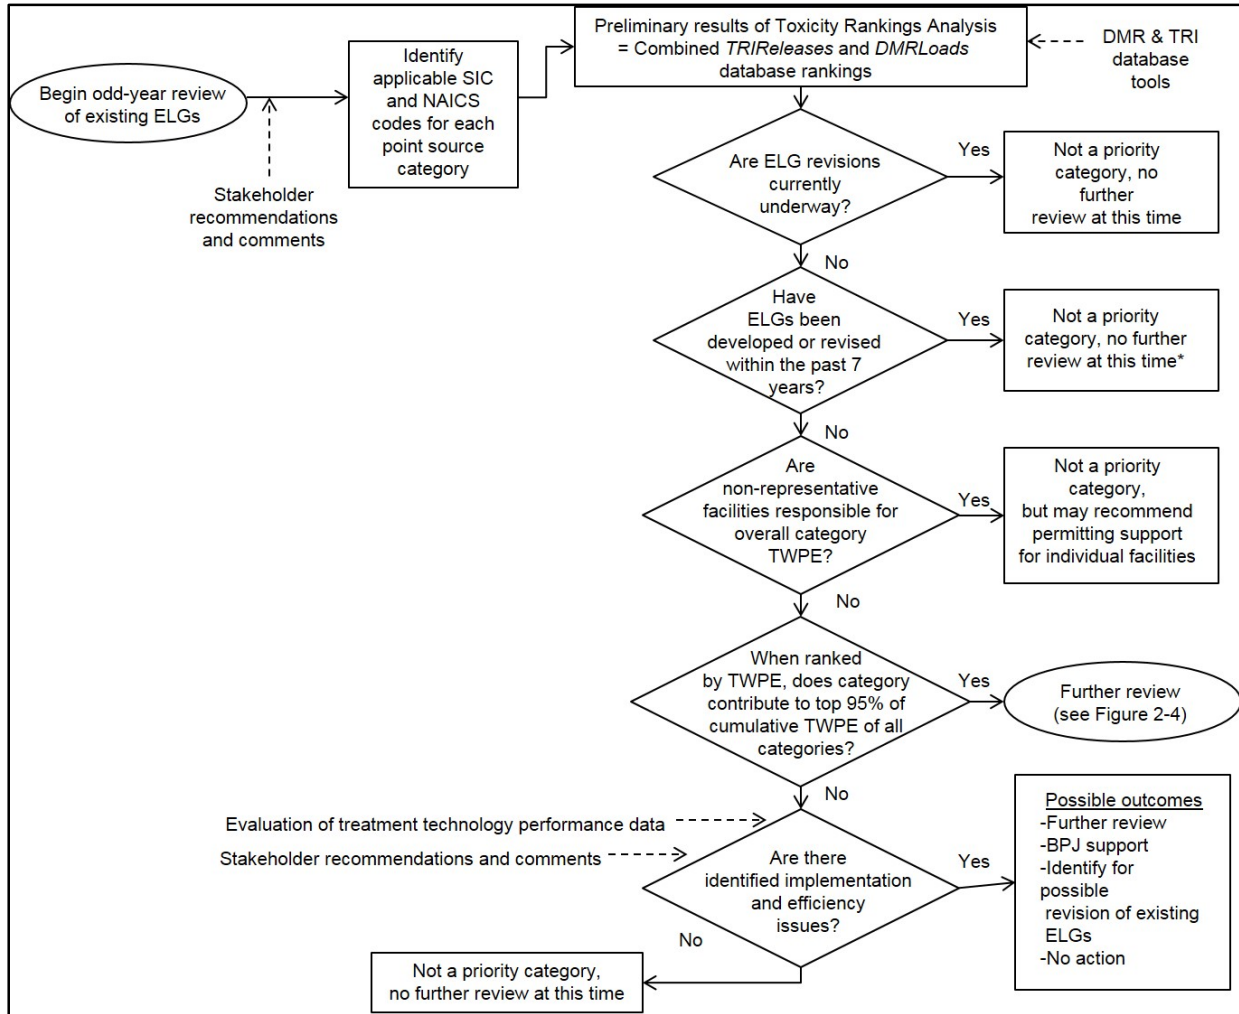 Begin odd-year review
of existing ELGs
Stakeholder
recommendations
and comments
Identify
applicable SIC
and NAICS
codes for each
point source
category
Preliminary results of Toxicity Rankings Analysis
= Combined TRIReleases and DMRLoads
database rankings
DMR & TRI
database
tools
Are ELG revisions
currently
underway?
Yes
Not a priority
category, no
further
review at this time
No
Have
ELGs been
developed or revised
within the past 7
years?
Yes
Not a priority
category, no further
review at this time*
No
Are
non-representative
facilities responsible for
overall category
TWPE?
Yes
Not a priority
category,
but may recommend
permitting support
for individual facilities
No
When ranked
by TWPE, does category
contribute to top 95% of
cumulative TWPE of all
categories?
Yes
Further review
(see Figure 2-4)
No
Evaluation of treatment technology performance data
Stakeholder recommendations and comments
Are there
identified implementation
and efficiency
issues?
Yes
Possible outcomes
-Further review
-BPJ support
-Identify for
possible
revision of existing
ELGs
-No action
No
Not a priority category,
no further review at this time